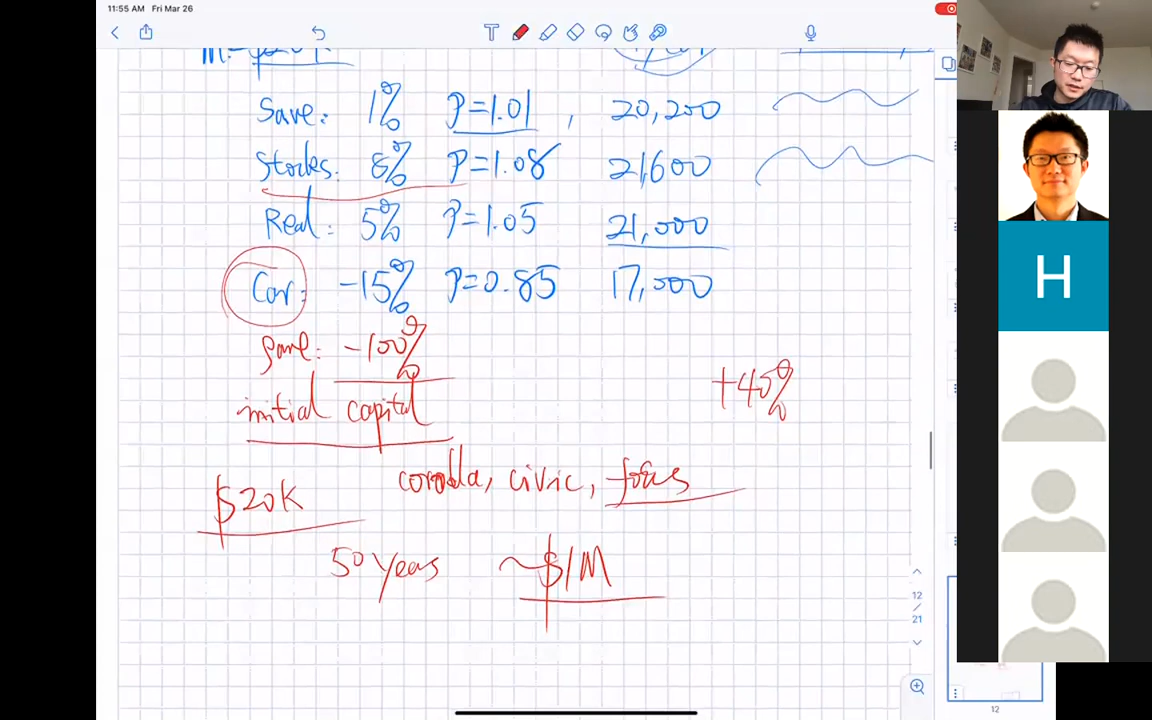 11:55 AM Fri Mar 26
Save: 1% P=1.01, 20,200
Stocks: 8% P=1.08 21,600
Real: 5% P=1.05 21,000
Car: -15% P=0.85 17,000
-100%
+40%
initial capital
corolla, civic, focus
$20K
50 Years ~$1M
H
12
/
21
12